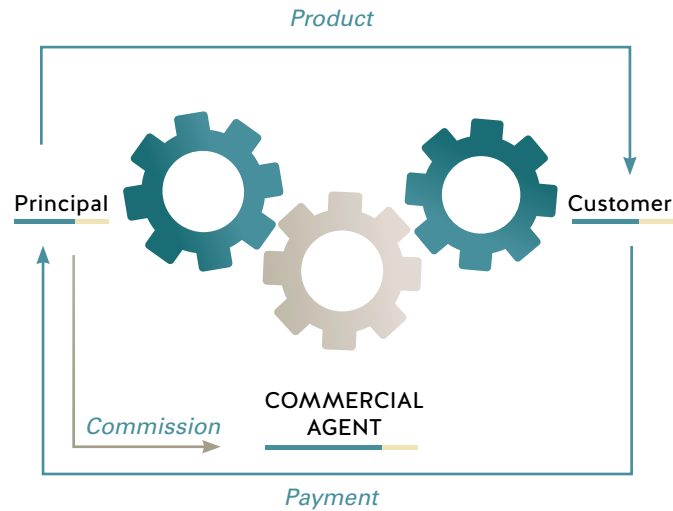 Product
Principal
Customer
COMMERCIAL
AGENT
Commission
Payment